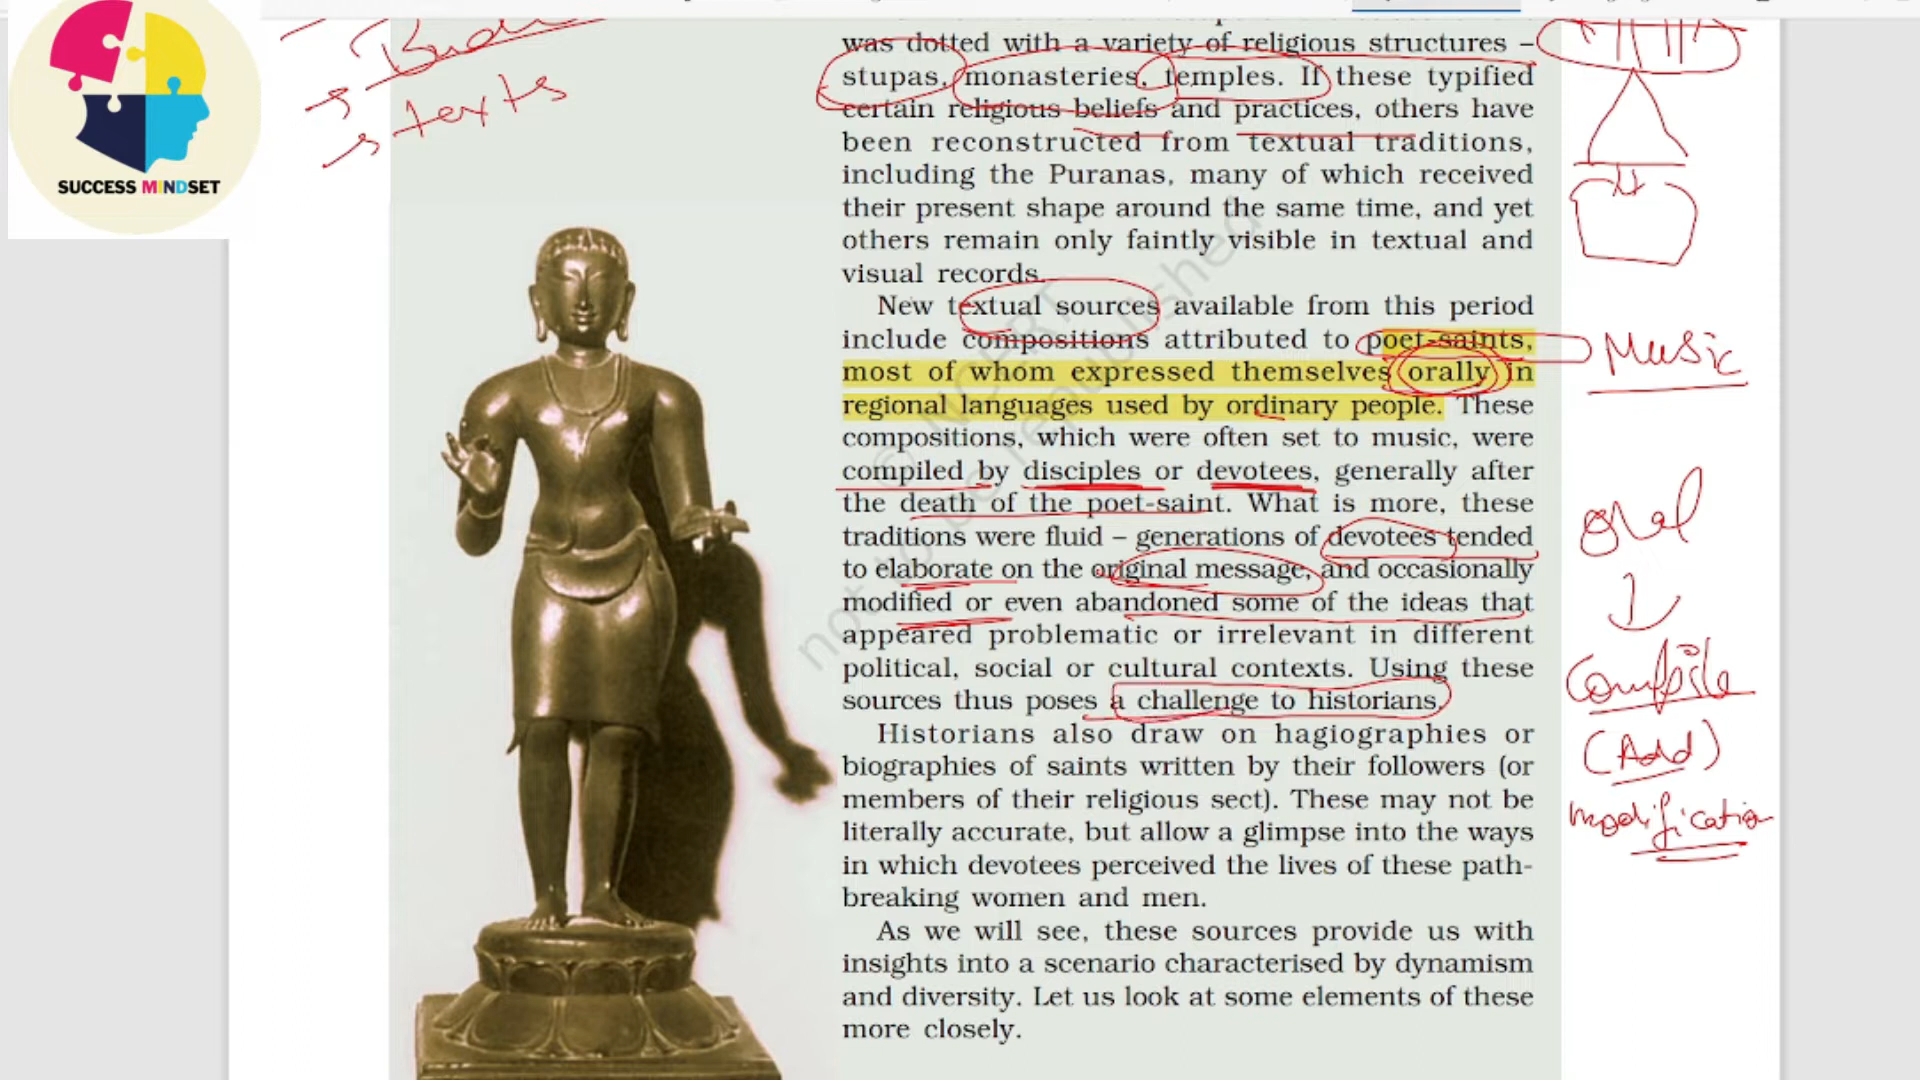 SUCCESS MINDSET
texts
was dotted with a variety of religious structures –
stupas, monasteries, temples. If these typified
certain religious beliefs and practices, others have
been reconstructed from textual traditions,
including the Puranas, many of which received
their present shape around the same time, and yet
others remain only faintly visible in textual and
visual records.
New textual sources available from this period
include compositions attributed to poet-saints,
most of whom expressed themselves orally in
regional languages used by ordinary people. These
compositions, which were often set to music, were
compiled by disciples or devotees, generally after
the death of the poet-saint. What is more, these
traditions were fluid – generations of devotees tended
to elaborate on the original message, and occasionally
modified or even abandoned some of the ideas that
appeared problematic or irrelevant in different
political, social or cultural contexts. Using these
sources thus poses a challenge to historians.
Historians also draw on hagiographies or
biographies of saints written by their followers (or
members of their religious sect). These may not be
literally accurate, but allow a glimpse into the ways
in which devotees perceived the lives of these path-
breaking women and men.
As we will see, these sources provide us with
insights into a scenario characterised by dynamism
and diversity. Let us look at some elements of these
more closely.
© NCERT
not to be republished
Music
oral
Compile
(Add)
modification